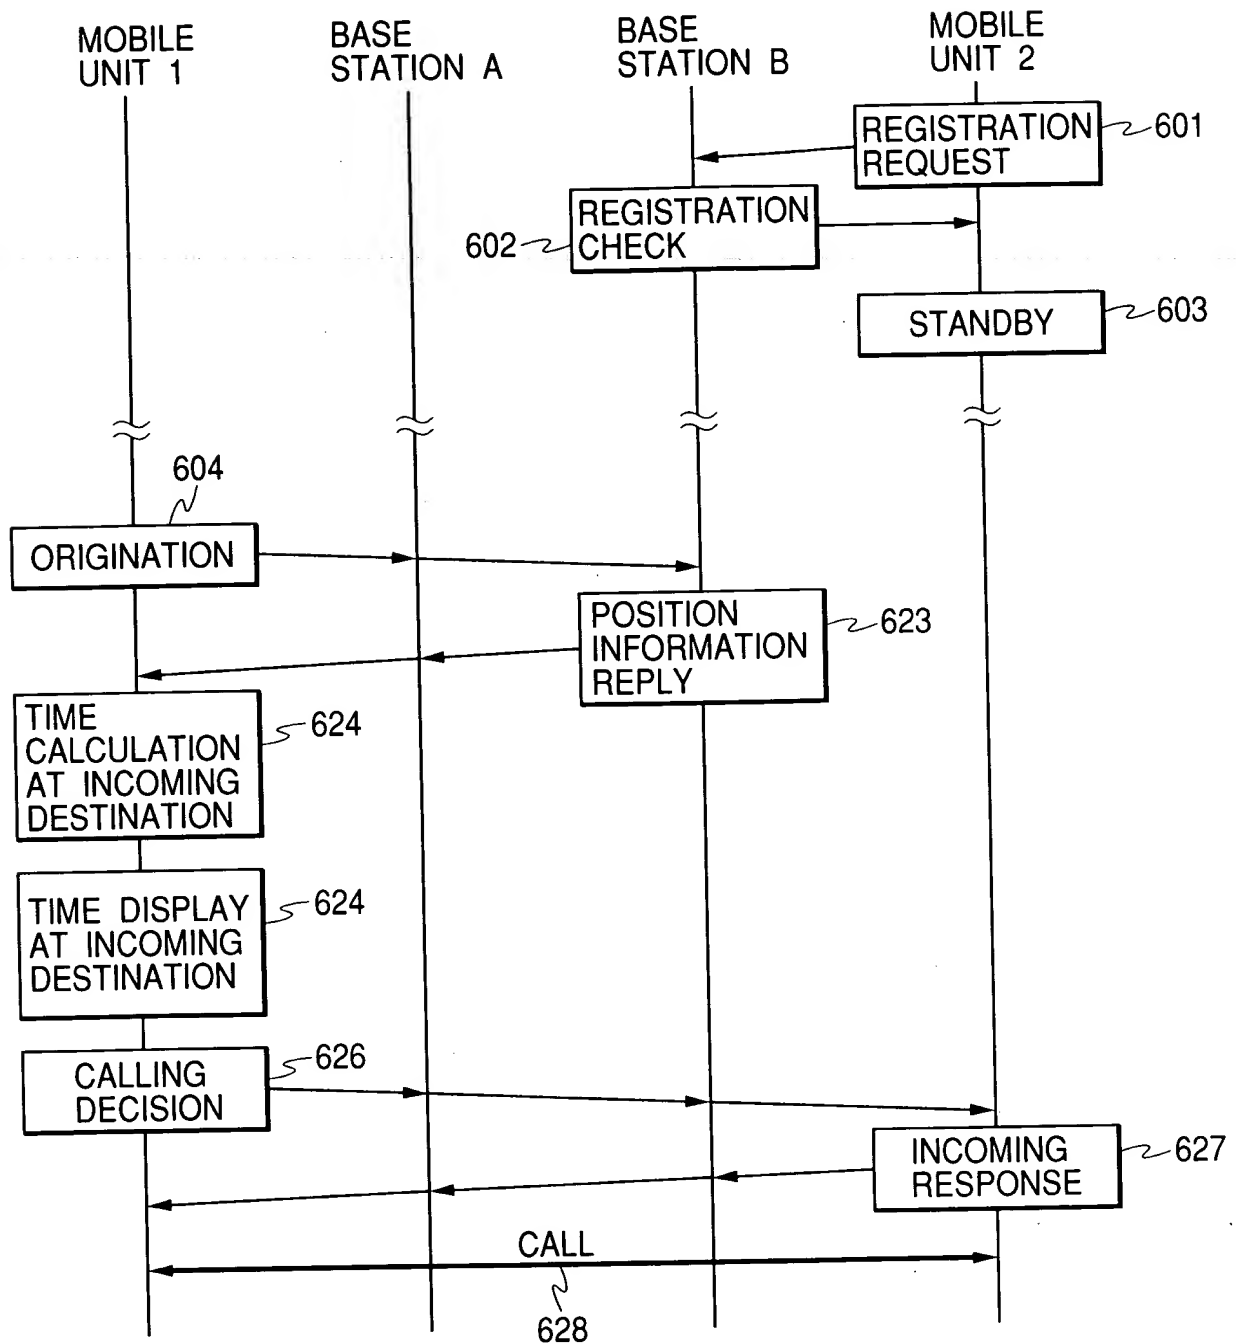 MOBILE
UNIT 1
BASE
STATION A
BASE
STATION B
MOBILE
UNIT 2
REGISTRATION
REQUEST
601
REGISTRATION
CHECK
602
STANDBY
603
604
ORIGINATION
POSITION
INFORMATION
REPLY
623
TIME
CALCULATION
AT INCOMING
DESTINATION
624
TIME DISPLAY
AT INCOMING
DESTINATION
624
CALLING
DECISION
626
INCOMING
RESPONSE
627
CALL
628